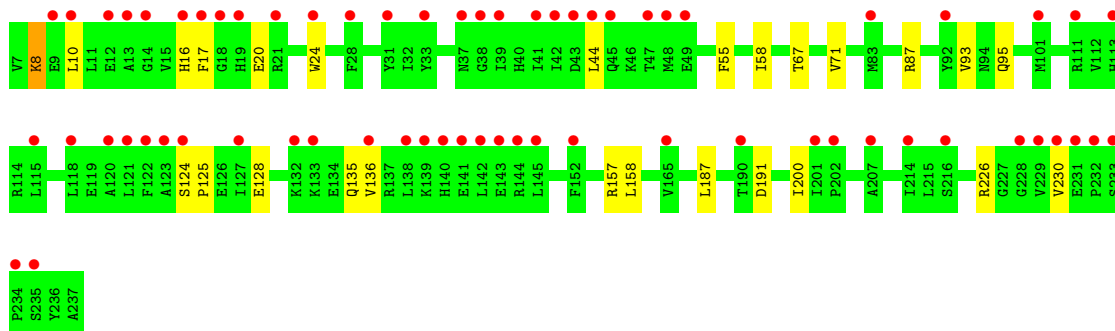 V7 K8 E9 L10 L11 E12 A13 G14 V15 H16 F17 G18 H19 E20 R21 W24 F28 Y31 I32 Y33 N37 G38 I39 H40 I41 I42 D43 L44 Q45 K46 T47 M48 E49 F55 I58 T67 V71 M83 R87 Y92 V93 N94 Q95 M101 R111 V112 H113
R114 L115 L118 E119 A120 L121 F122 A123 S124 P125 E126 I127 E128 K132 K133 E134 Q135 V136 R137 L138 K139 H140 E141 L142 E143 R144 L145 F152 R157 L158 V165 L187 T190 D191 I200 I201 P202 A207 I214 L215 S216 R226 G227 G228 V229 V230 E231 P232 S233
P234 S235 Y236 A237